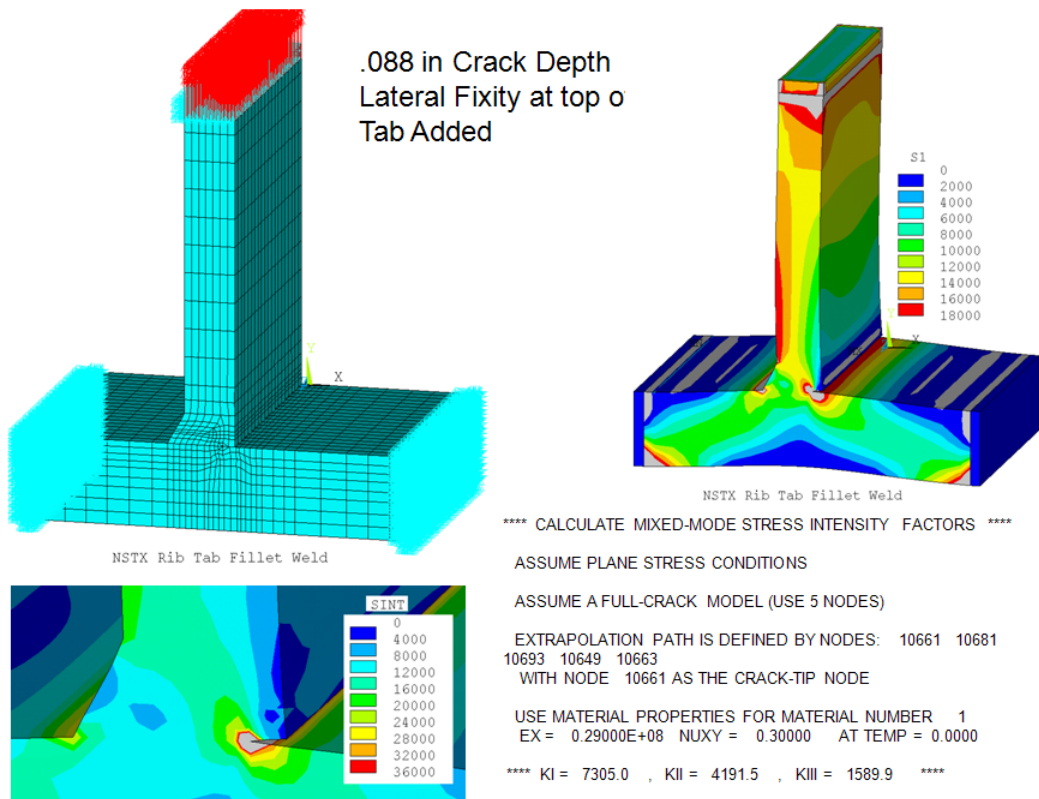 .088 in Crack Depth
Lateral Fixity at top o
Tab Added
Y
X
NSTX Rib Tab Fillet Weld
S1
0
2000
4000
6000
8000
10000
12000
14000
16000
18000
Y
X
NSTX Rib Tab Fillet Weld
SINT
0
4000
8000
12000
16000
20000
24000
28000
32000
36000
**** CALCULATE MIXED-MODE STRESS INTENSITY FACTORS ****
ASSUME PLANE STRESS CONDITIONS
ASSUME A FULL-CRACK MODEL (USE 5 NODES)
EXTRAPOLATION PATH IS DEFINED BY NODES: 10661 10681
10693 10649 10663
WITH NODE 10661 AS THE CRACK-TIP NODE
USE MATERIAL PROPERTIES FOR MATERIAL NUMBER 1
EX = 0.29000E+08 NUXY = 0.30000 AT TEMP = 0.0000
**** KI = 7305.0 , KII = 4191.5 , KIII = 1589.9 ****